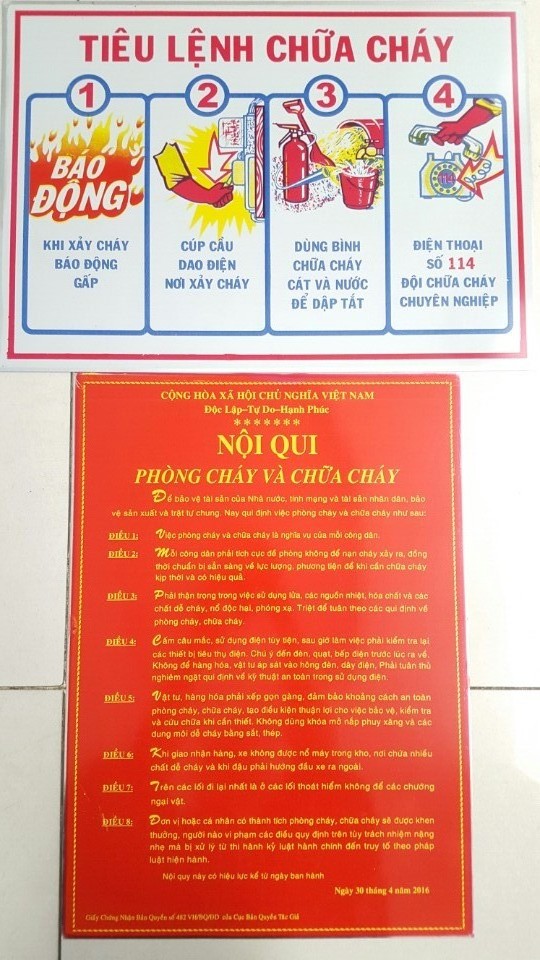 TIÊU LỆNH CHỮA CHÁY
1
BÁO
ĐỘNG
KHI XẢY CHÁY
BÁO ĐỘNG
GẤP
2
CÚP CẦU
DAO ĐIỆN
NƠI XẢY CHÁY
3
DÙNG BÌNH
CHỮA CHÁY
CÁT VÀ NƯỚC
ĐỂ DẬP TẮT
4
114
ĐIỆN THOẠI
SỐ 114
ĐỘI CHỮA CHÁY
CHUYÊN NGHIỆP
CỘNG HÒA XÃ HỘI CHỦ NGHĨA VIỆT NAM
Độc Lập–Tự Do–Hạnh Phúc
*******
NỘI QUI
PHÒNG CHÁY VÀ CHỮA CHÁY
Để bảo vệ tài sản của Nhà nước, tính mạng và tài sản nhân dân, bảo
vệ sản xuất và trật tự chung. Nay qui định việc phòng cháy và chữa cháy như sau:
ĐIỀU 1: Việc phòng cháy và chữa cháy là nghĩa vụ của mỗi công dân.
ĐIỀU 2: Mỗi công dân phải tích cực đề phòng không để nạn cháy xảy ra, đồng
thời chuẩn bị sẵn sàng về lực lượng, phương tiện để khi cần chữa cháy
kịp thời và có hiệu quả.
ĐIỀU 3: Phải thận trọng trong việc sử dụng lửa, các nguồn nhiệt, hóa chất và các
chất dễ cháy, nổ độc hại, phóng xạ. Triệt để tuân theo các qui định về
phòng cháy, chữa cháy.
ĐIỀU 4: Cấm câu mắc, sử dụng điện tùy tiện, sau giờ làm việc phải kiểm tra lại
các thiết bị tiêu thụ điện. Chú ý đến đèn, quạt, bếp điện trước lúc ra về.
Không để hàng hóa, vật tư áp sát vào hông đèn, dây điện, Phải tuân thủ
nghiêm ngặt qui định về kỹ thuật an toàn trong sử dụng điện.
ĐIỀU 5: Vật tư, hàng hóa phải xếp gọn gàng, đảm bảo khoảng cách an toàn
phòng cháy, chữa cháy, tạo điều kiện thuận lợi cho việc bảo vệ, kiểm tra
và cứu chữa khi cần thiết. Không dùng khóa mở nắp phuy xăng và các
dung môi dễ cháy bằng sắt, thép.
ĐIỀU 6: Khi giao nhận hàng, xe không được nổ máy trong kho, nơi chứa nhiều
chất dễ cháy và khi đậu phải hướng đầu xe ra ngoài.
ĐIỀU 7: Trên các lối đi lại nhất là ở các lối thoát hiểm không để các chướng
ngại vật.
ĐIỀU 8: Đơn vị hoặc cá nhân có thành tích phòng cháy, chữa cháy sẽ được khen
thưởng, người nào vi phạm các điều quy định trên tùy trách nhiệm nặng
nhẹ mà bị xử lý từ thi hành kỷ luật hành chính đến truy tố theo pháp
luật hiện hành.
Nội quy này có hiệu lực kể từ ngày ban hành
Ngày 30 tháng 4 năm 2016
Giấy Chứng Nhận Bản Quyền số 482 VH/BQ/ĐD của Cục Bản Quyền Tác Giả